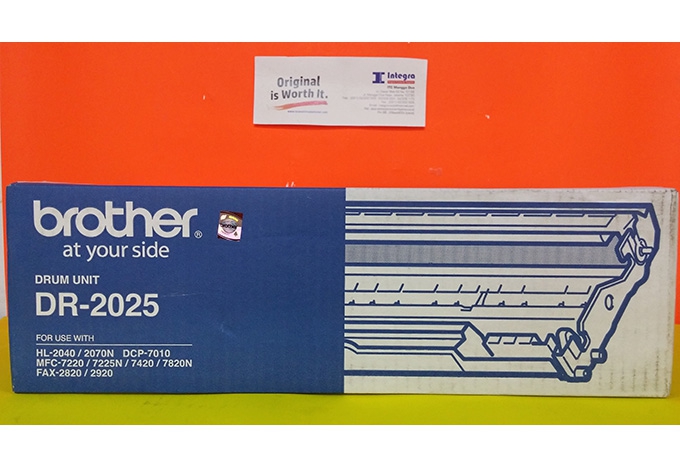 Original
is Worth It.
Integra
brother®
at your side
DRUM UNIT
DR-2025
FOR USE WITH
HL-2040 / 2070N DCP-7010
MFC-7220 / 7225N / 7420 / 7820N
FAX-2820 / 2920